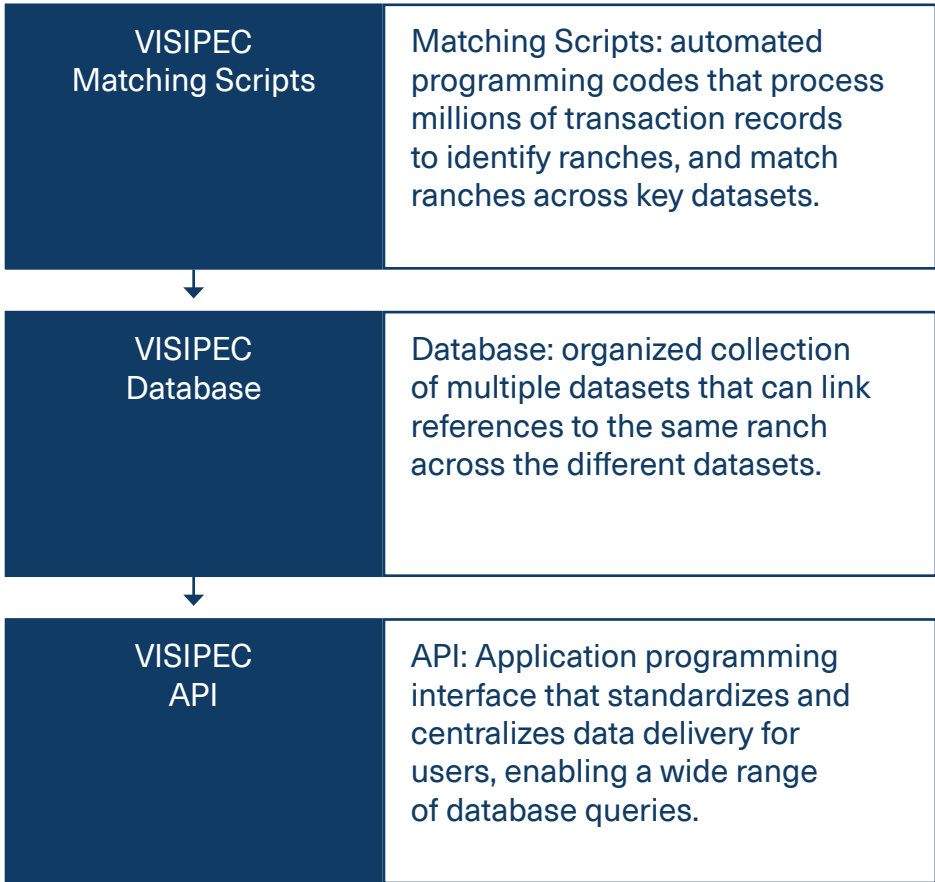 VISIPEC
Matching Scripts
Matching Scripts: automated
programming codes that process
millions of transaction records
to identify ranches, and match
ranches across key datasets.
VISIPEC
Database
Database: organized collection
of multiple datasets that can link
references to the same ranch
across the different datasets.
VISIPEC
API
API: Application programming
interface that standardizes and
centralizes data delivery for
users, enabling a wide range
of database queries.